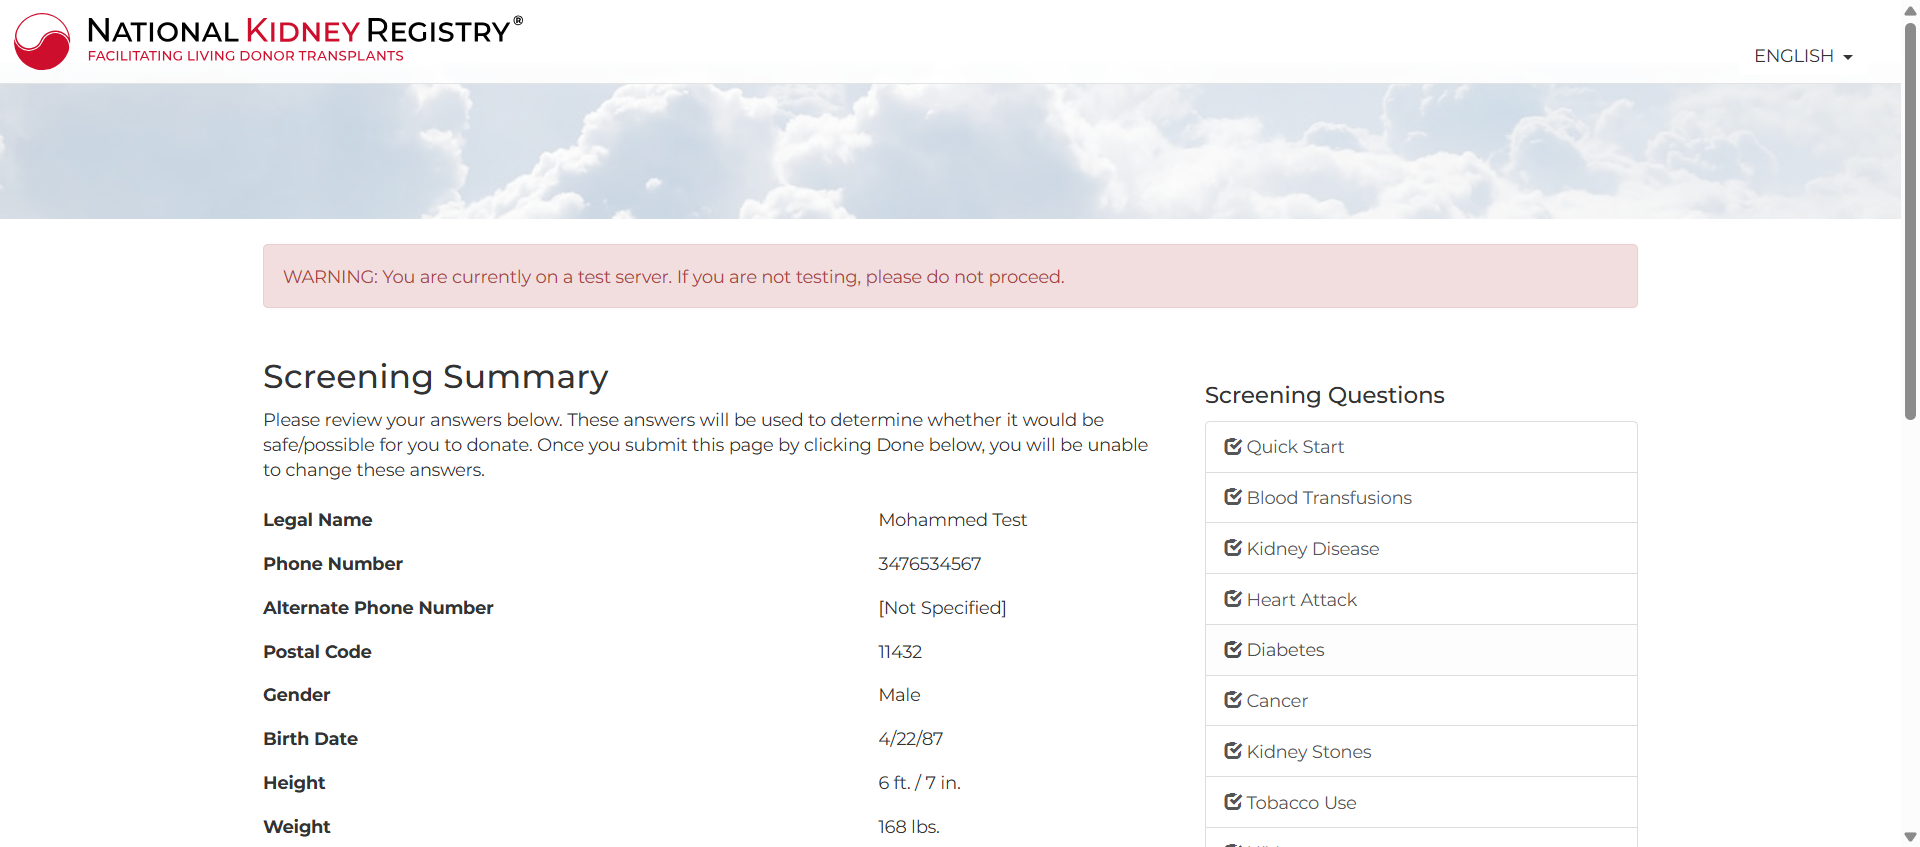 NATIONAL KIDNEY REGISTRY®
FACILITATING LIVING DONOR TRANSPLANTS
ENGLISH
WARNING: You are currently on a test server. If you are not testing, please do not proceed.
Screening Summary
Please review your answers below. These answers will be used to determine whether it would be
safe/possible for you to donate. Once you submit this page by clicking Done below, you will be unable
to change these answers.
Legal Name Mohammed Test
Phone Number 3476534567
Alternate Phone Number [Not Specified]
Postal Code 11432
Gender Male
Birth Date 4/22/87
Height 6 ft. / 7 in.
Weight 168 lbs.
Screening Questions
Quick Start
Blood Transfusions
Kidney Disease
Heart Attack
Diabetes
Cancer
Kidney Stones
Tobacco Use